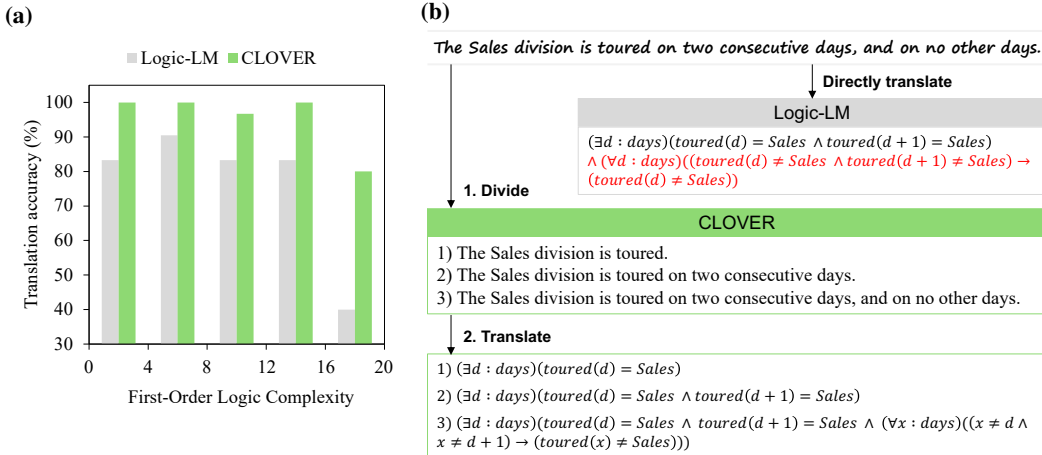 (a)
Logic-LM CLOVER
Translation accuracy (%)
100
90
80
70
60
50
40
30
0 4 8 12 16 20
First-Order Logic Complexity
(b)
The Sales division is toured on two consecutive days, and on no other days.
Directly translate
Logic-LM
(∃d : days)(toured(d) = Sales ∧ toured(d + 1) = Sales)
∧ (∀d : days)((toured(d) ≠ Sales ∧ toured(d + 1) ≠ Sales) →
(toured(d) ≠ Sales))
1. Divide
CLOVER
1) The Sales division is toured.
2) The Sales division is toured on two consecutive days.
3) The Sales division is toured on two consecutive days, and on no other days.
2. Translate
1) (∃d : days)(toured(d) = Sales)
2) (∃d : days)(toured(d) = Sales ∧ toured(d + 1) = Sales)
3) (∃d : days)(toured(d) = Sales ∧ toured(d + 1) = Sales ∧ (∀x : days)((x ≠ d ∧
x ≠ d + 1) → (toured(x) ≠ Sales)))